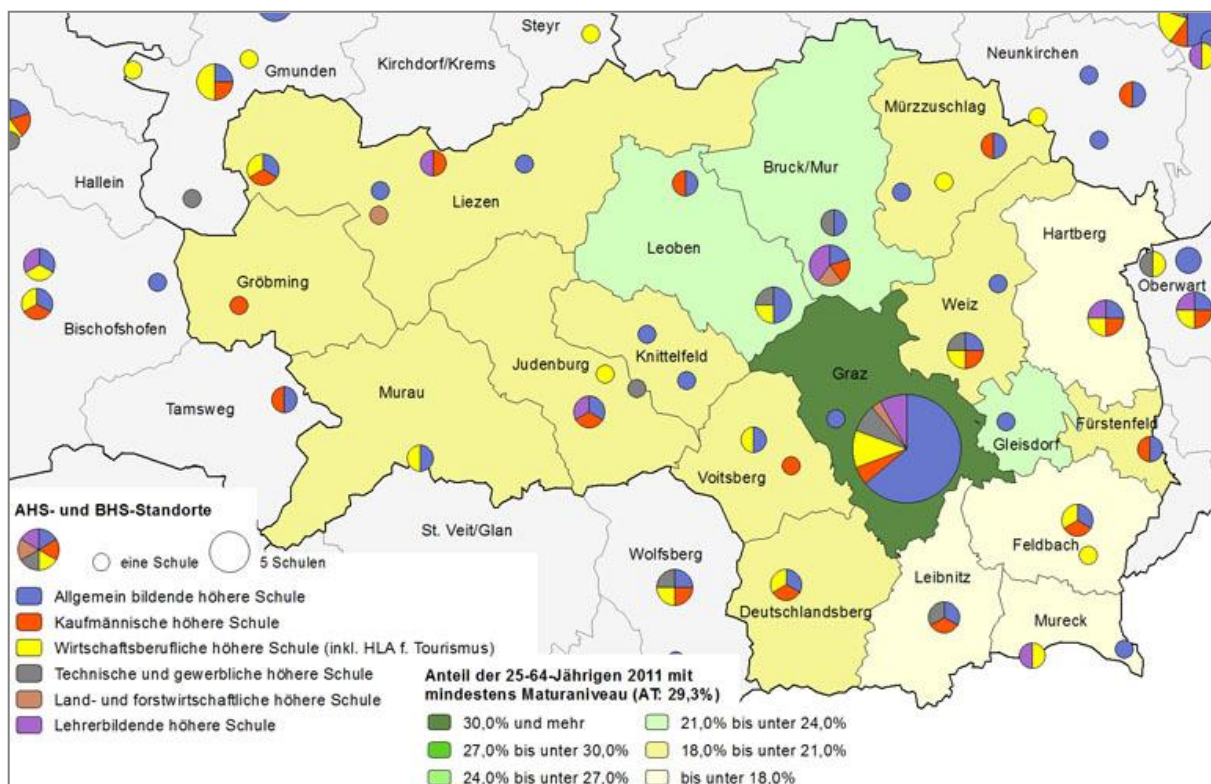 Steyr
Neunkirchen
Gmunden
Kirchdorf/Krems
Mürzzuschlag
Bruck/Mur
Hallein
Liezen
Hartberg
Leoben
Gröbming
Oberwart
Bischofshofen
Weiz
Judenburg
Knittelfeld
Graz
Murau
Tamsweg
Fürstenfeld
Gleisdorf
Voitsberg
AHS- und BHS-Standorte
eine Schule
5 Schulen
St. Veit/Glan
Wolfsberg
Feldbach
Leibnitz
Deutschlandsberg
Mureck
Allgemein bildende höhere Schule
Kaufmännische höhere Schule
Wirtschaftsberufliche höhere Schule (inkl. HLA f. Tourismus)
Technische und gewerbliche höhere Schule
Land- und forstwirtschaftliche höhere Schule
Lehrerbildende höhere Schule
Anteil der 25-64-Jährigen 2011 mit
mindestens Maturaniveau (AT: 29,3%)
30,0% und mehr
27,0% bis unter 30,0%
24,0% bis unter 27,0%
21,0% bis unter 24,0%
18,0% bis unter 21,0%
bis unter 18,0%